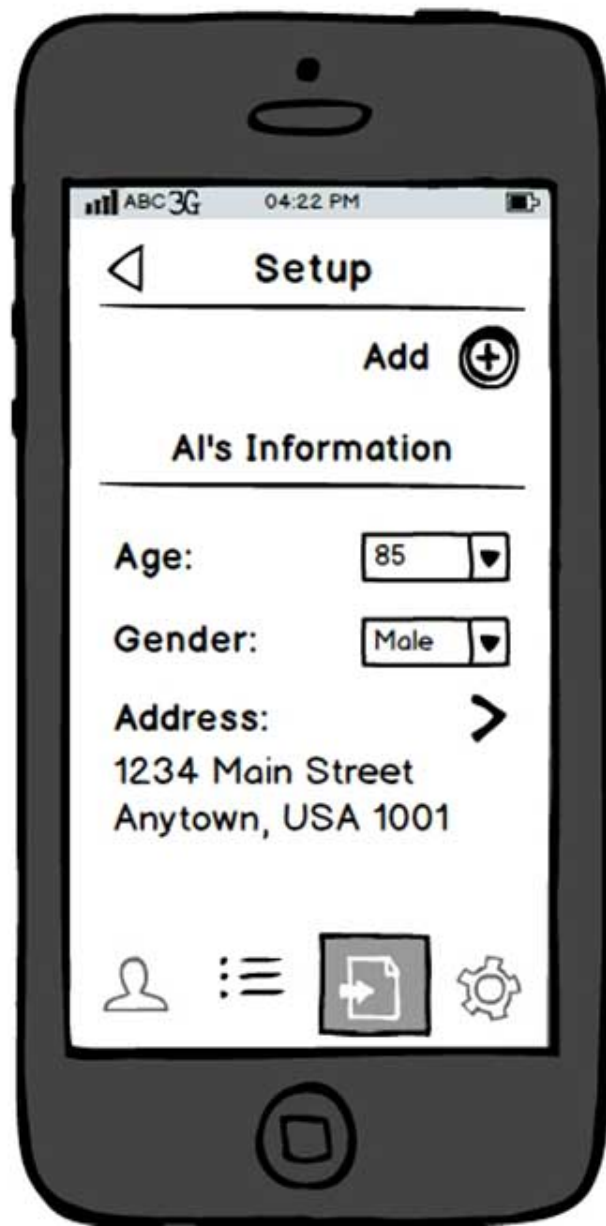 ABC 3G 04:22 PM
Setup
Add
Al's Information
Age: 85
Gender: Male
Address:
1234 Main Street
Anytown, USA 1001